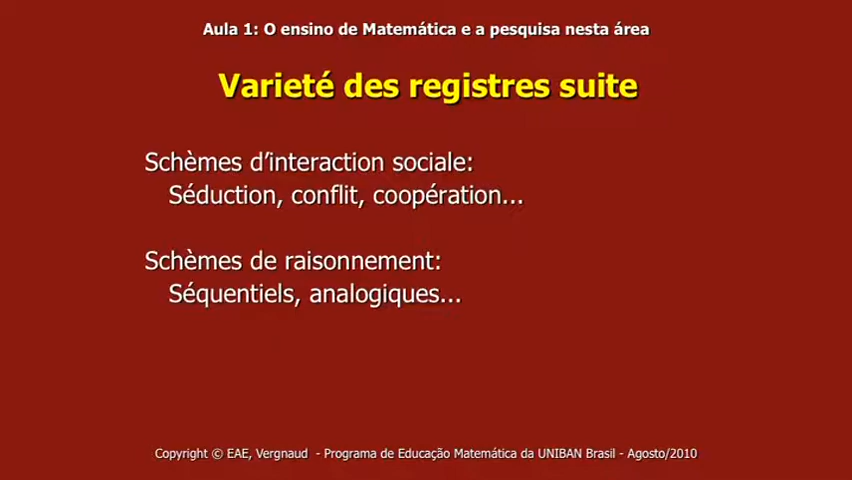 Aula 1: O ensino de Matemática e a pesquisa nesta área
Varieté des registres suite
Schèmes d’interaction sociale:
Séduction, conflit, coopération...
Schèmes de raisonnement:
Séquentiels, analogiques...
Copyright © EAE, Vergnaud - Programa de Educação Matemática da UNIBAN Brasil - Agosto/2010